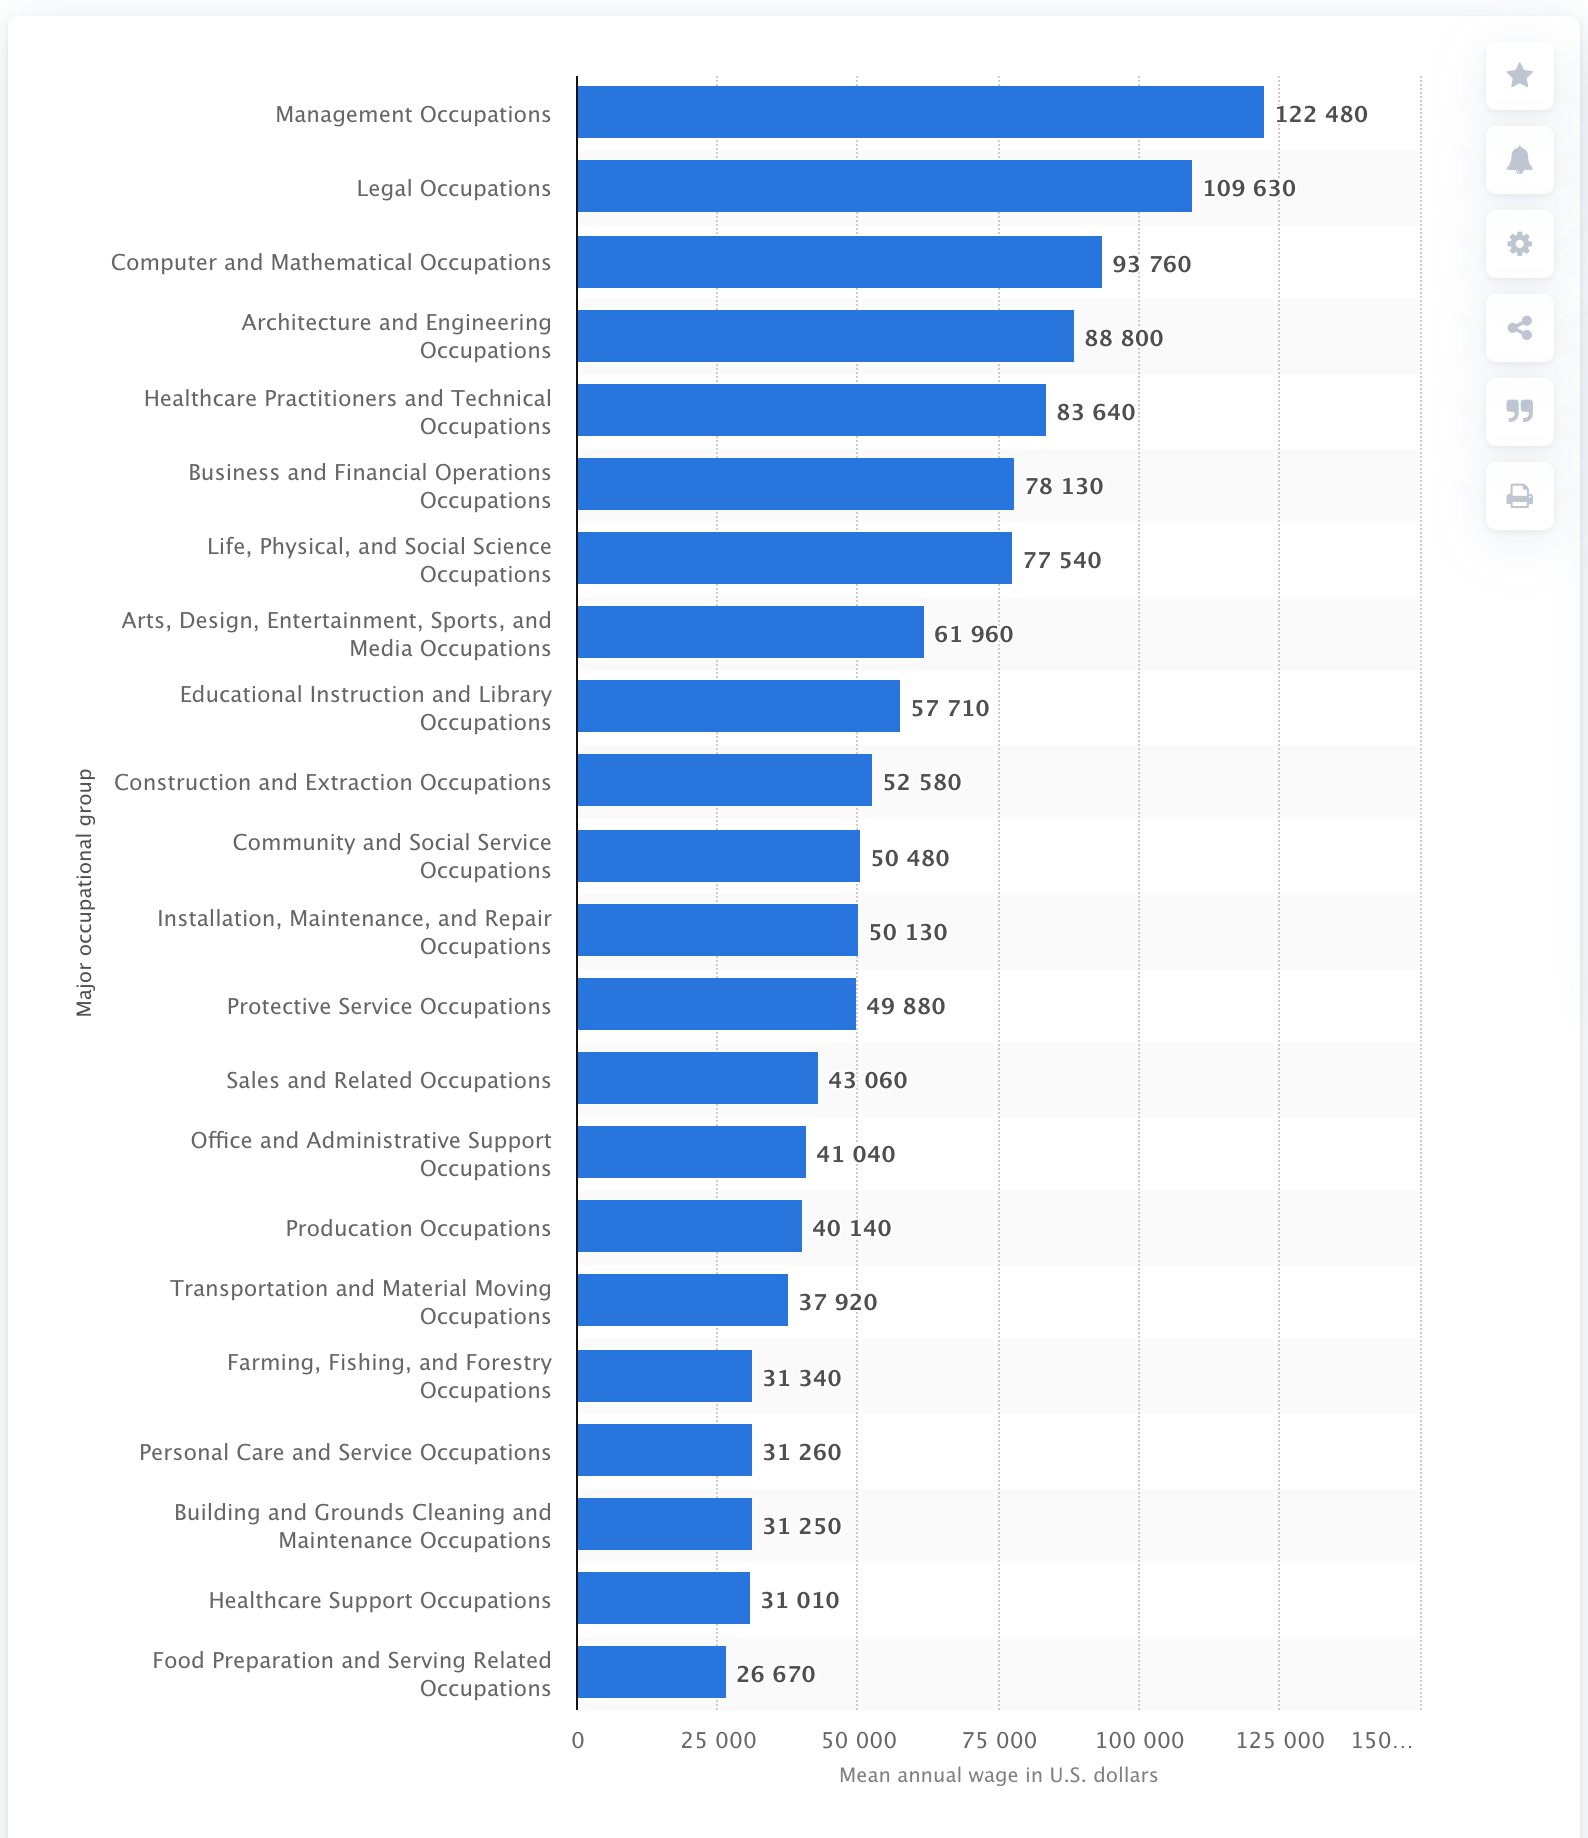 Management Occupations
122 480
Legal Occupations
109 630
Computer and Mathematical Occupations
93 760
Architecture and Engineering
Occupations
88 800
Healthcare Practitioners and Technical
Occupations
83 640
Business and Financial Operations
Occupations
78 130
Life, Physical, and Social Science
Occupations
77 540
Arts, Design, Entertainment, Sports, and
Media Occupations
61 960
Educational Instruction and Library
Occupations
57 710
Construction and Extraction Occupations
52 580
Community and Social Service
Occupations
50 480
Installation, Maintenance, and Repair
Occupations
50 130
Protective Service Occupations
49 880
Sales and Related Occupations
43 060
Office and Administrative Support
Occupations
41 040
Producation Occupations
40 140
Transportation and Material Moving
Occupations
37 920
Farming, Fishing, and Forestry
Occupations
31 340
Personal Care and Service Occupations
31 260
Building and Grounds Cleaning and
Maintenance Occupations
31 250
Healthcare Support Occupations
31 010
Food Preparation and Serving Related
Occupations
26 670
Major occupational group
0 25 000 50 000 75 000 100 000 125 000 150...
Mean annual wage in U.S. dollars